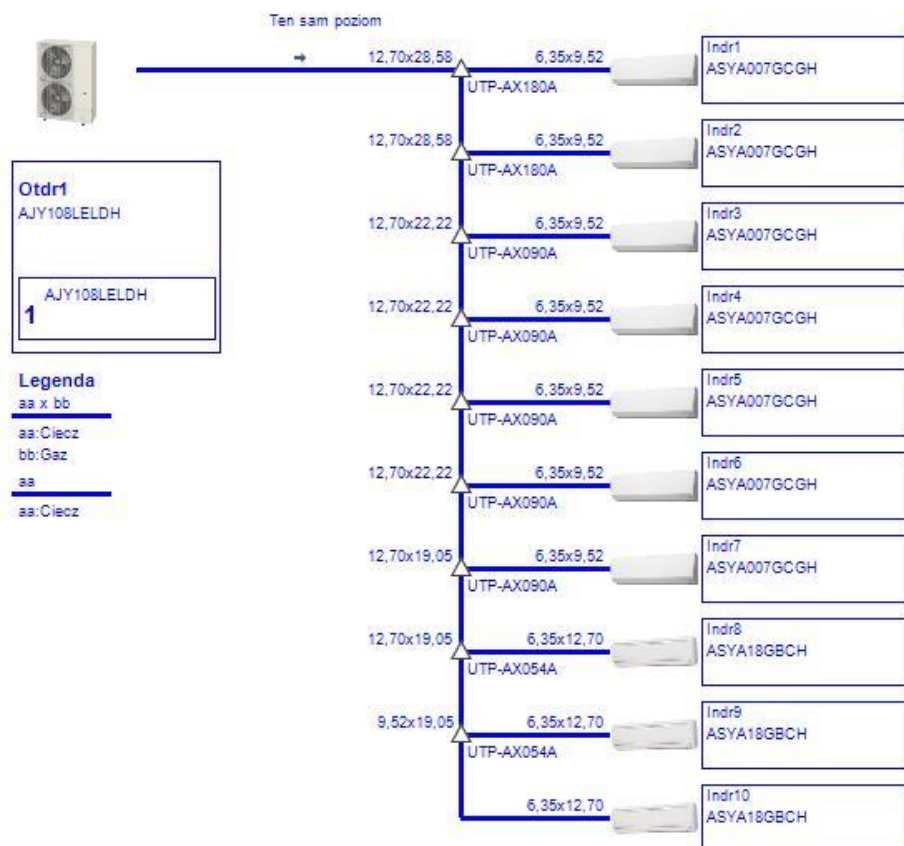 Ten sam poziom
12,70x28,58
6,35x9,52
Indr1
ASYA007GCGH
UTP-AX180A
12,70x28,58
6,35x9,52
Indr2
ASYA007GCGH
UTP-AX180A
Otdr1
AJY108LELDH
AJY108LELDH
1
12,70x22,22
6,35x9,52
Indr3
ASYA007GCGH
UTP-AX090A
12,70x22,22
6,35x9,52
Indr4
ASYA007GCGH
UTP-AX090A
Legenda
aa x bb
aa:Ciecz
bb:Gaz
aa
aa:Ciecz
12,70x22,22
6,35x9,52
Indr5
ASYA007GCGH
UTP-AX090A
12,70x22,22
6,35x9,52
Indr6
ASYA007GCGH
UTP-AX090A
12,70x19,05
6,35x9,52
Indr7
ASYA007GCGH
UTP-AX090A
12,70x19,05
6,35x12,70
Indr8
ASYA18GBCH
UTP-AX054A
9,52x19,05
6,35x12,70
Indr9
ASYA18GBCH
UTP-AX054A
6,35x12,70
Indr10
ASYA18GBCH